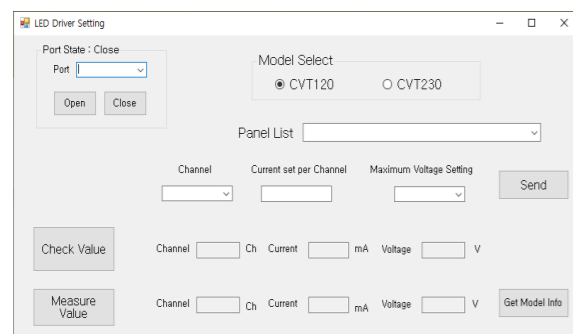 LED Driver Setting
Port State : Close
Port
Open Close
Model Select
CVT120 CVT230
Panel List
Channel Current set per Channel Maximum Voltage Setting
Send
Check Value Channel Ch Current mA Voltage V
Measure Value Channel Ch Current mA Voltage V Get Model Info